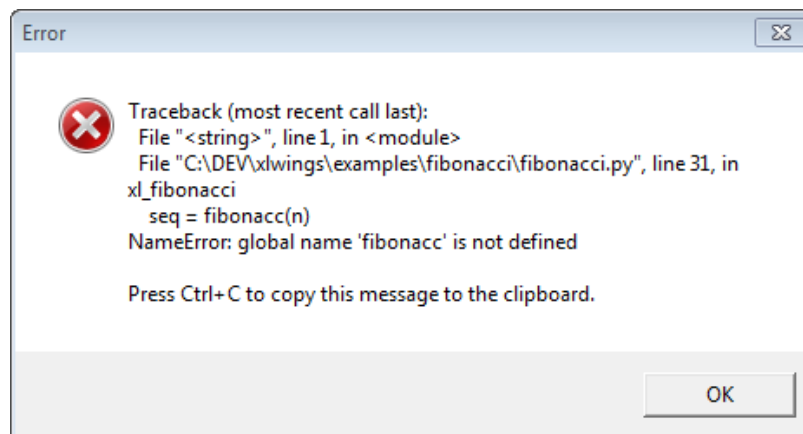 Error
Traceback (most recent call last):
File "<string>", line 1, in <module>
File "C:\DEV\xlwings\examples\fibonacci\fibonacci.py", line 31, in
xl_fibonacci
seq = fibonacc(n)
NameError: global name 'fibonacc' is not defined
Press Ctrl+C to copy this message to the clipboard.
OK